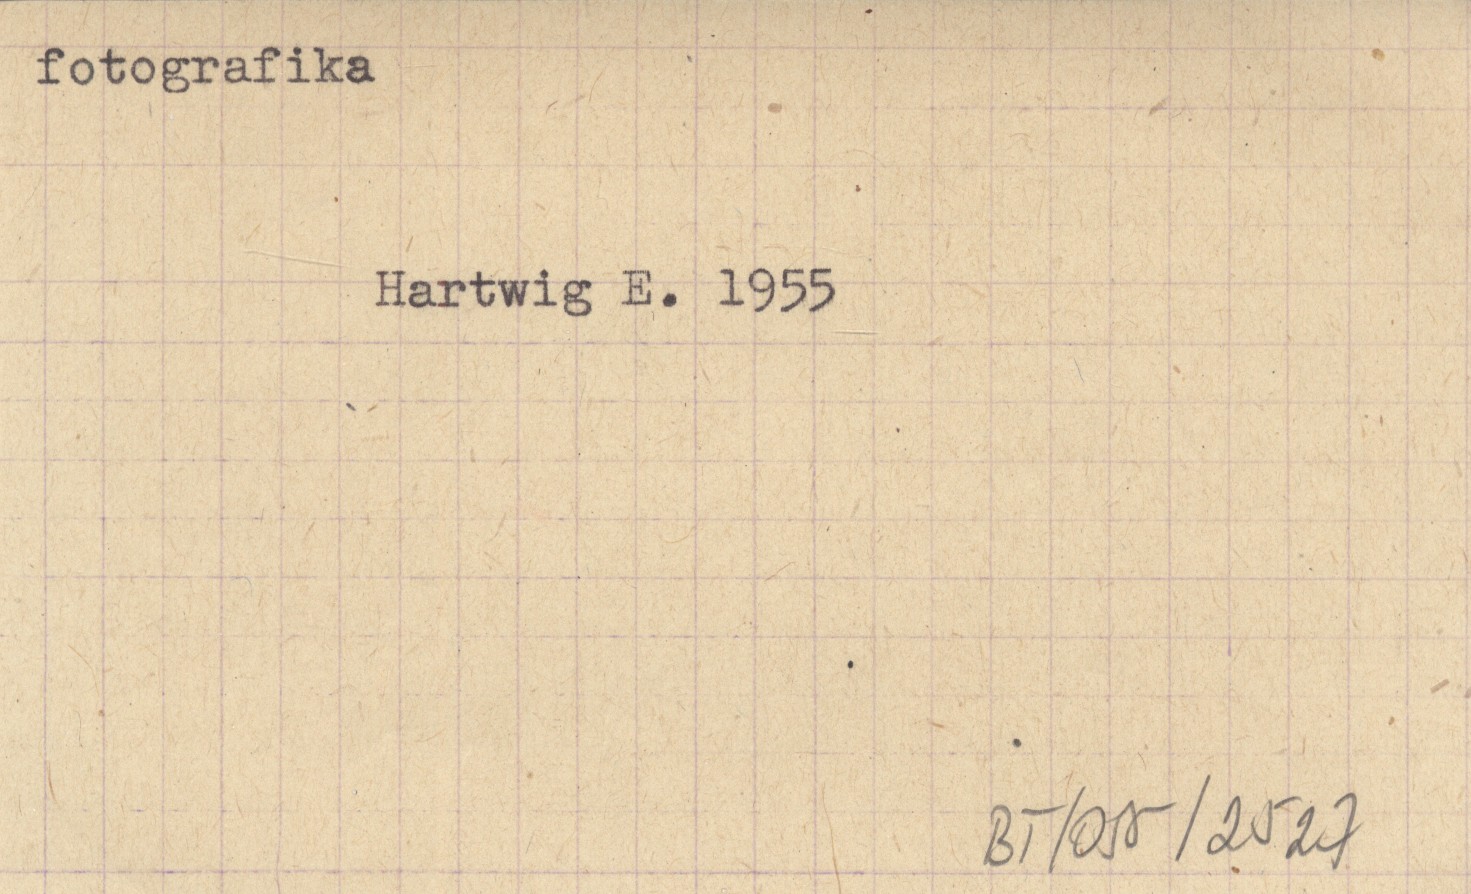 fotografika
Hartwig E. 1955
BT/055/2527